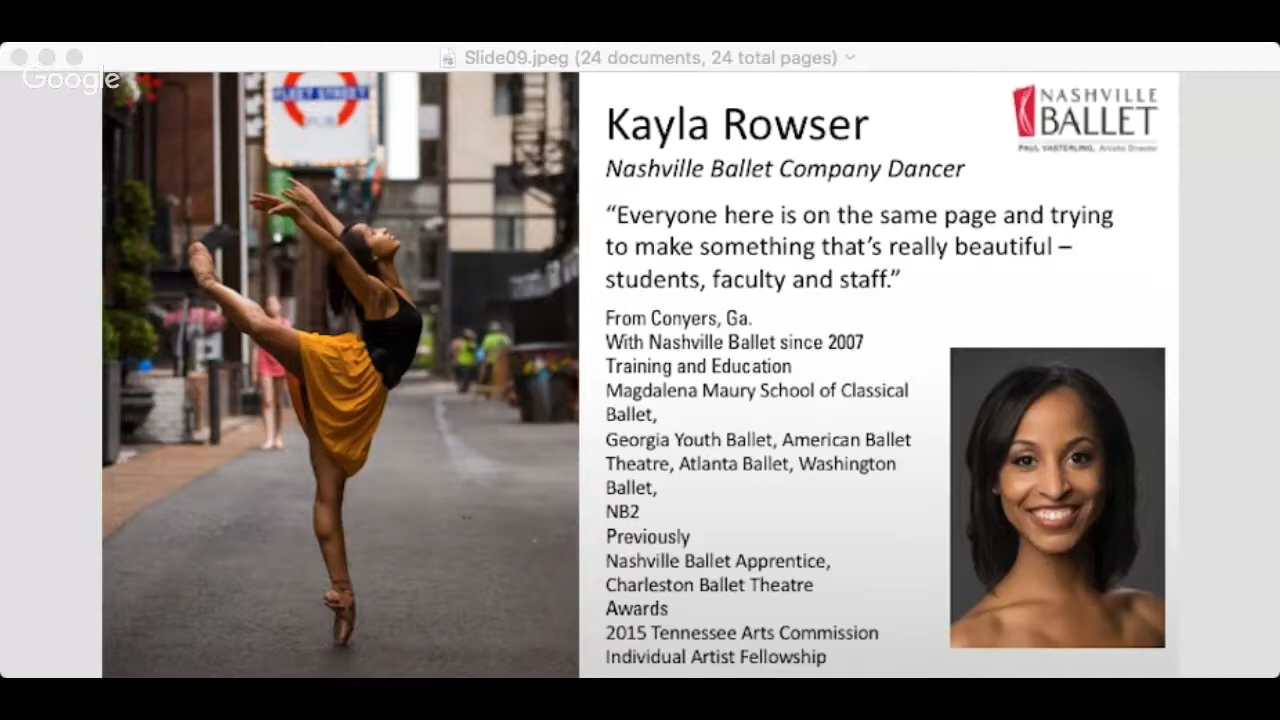 Slide09.jpeg (24 documents, 24 total pages)
Google
FLEET STREET
PUB
NASHVILLE
BALLET
PAUL VASTERLING, Artistic Director
Kayla Rowser
Nashville Ballet Company Dancer
“Everyone here is on the same page and trying
to make something that’s really beautiful –
students, faculty and staff.”
From Conyers, Ga.
With Nashville Ballet since 2007
Training and Education
Magdalena Maury School of Classical
Ballet,
Georgia Youth Ballet, American Ballet
Theatre, Atlanta Ballet, Washington
Ballet,
NB2
Previously
Nashville Ballet Apprentice,
Charleston Ballet Theatre
Awards
2015 Tennessee Arts Commission
Individual Artist Fellowship